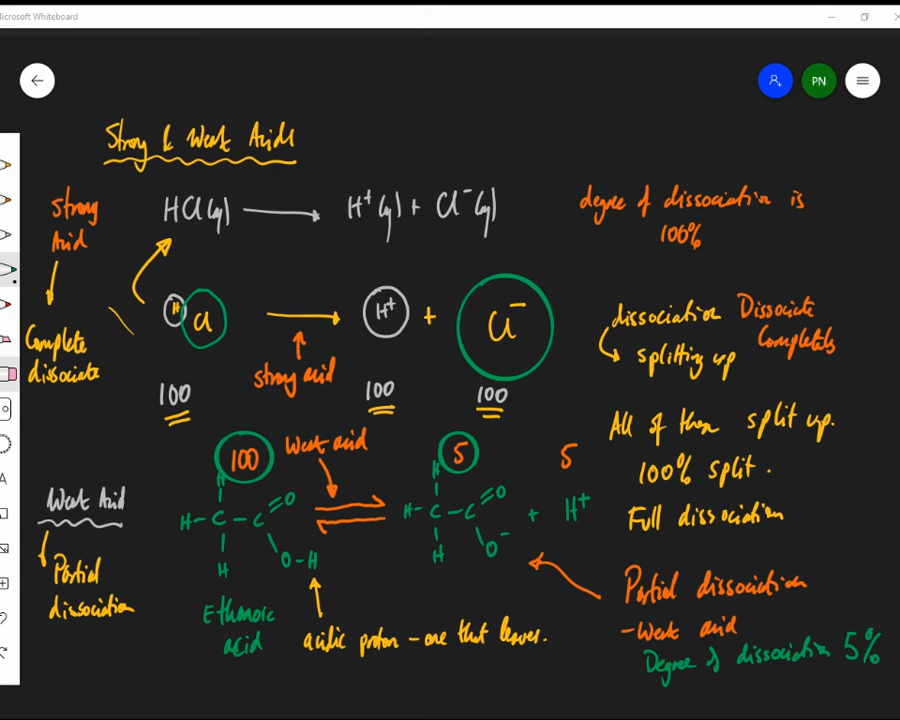 Microsoft Whiteboard
PN
Strong & Weak Acids
Strong
Acid
HCl(g) → H⁺(g) + Cl⁻(g)
degree of dissociation is
100%
H Cl → H⁺ + Cl⁻
strong acid
Complete
dissociate
dissociation
splitting up
Dissociate
Completely
100 100 100
All of them split up.
100% split.
Full dissociation
100 Weak acid 5 5
Weak Acid
Partial
dissociation
H
H-C-C=O
H O-H
H
H-C-C=O + H⁺
H O⁻
Ethanoic
acid
acidic proton - one that leaves.
Partial dissociation
-Weak acid
Degree of dissociation 5%